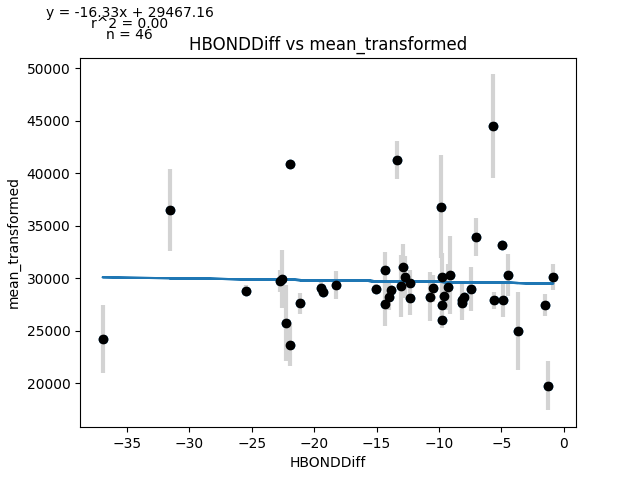 y = -16.33x + 29467.16
r^2 = 0.00
n = 46
HBONDDiff vs mean_transformed
50000
45000
40000
35000
30000
25000
20000
mean_transformed
−35 −30 −25 −20 −15 −10 −5 0
HBONDDiff